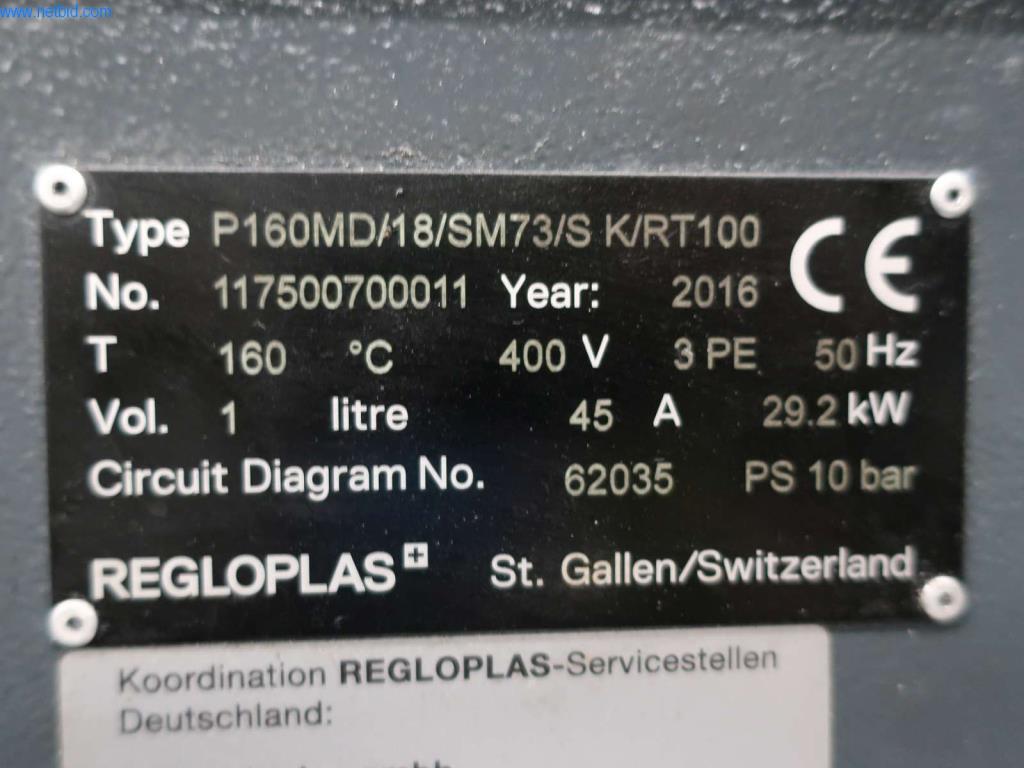 www.netbid.com
Type P160MD/18/SM73/S K/RT100 CE
No. 117500700011 Year: 2016
T 160 °C 400 V 3 PE 50 Hz
Vol. 1 litre 45 A 29.2 kW
Circuit Diagram No. 62035 PS 10 bar
REGLOPLAS St. Gallen/Switzerland
Koordination REGLOPLAS-Servicestellen
Deutschland: